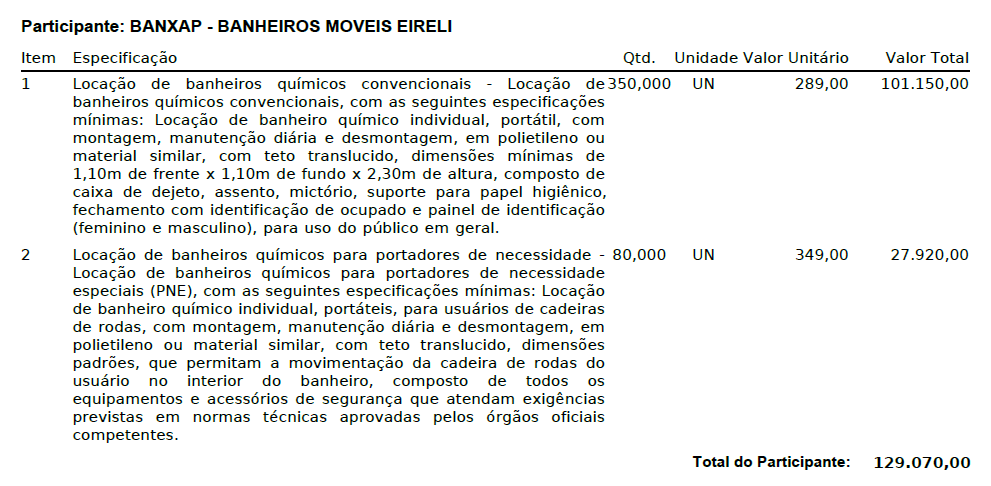 Participante: BANXAP - BANHEIROS MOVEIS EIRELI
Item Especificação Qtd. Unidade Valor Unitário Valor Total
1 Locação de banheiros químicos convencionais - Locação de 350,000 UN 289,00 101.150,00
banheiros químicos convencionais, com as seguintes especificações
mínimas: Locação de banheiro químico individual, portátil, com
montagem, manutenção diária e desmontagem, em polietileno ou
material similar, com teto translucido, dimensões mínimas de
1,10m de frente x 1,10m de fundo x 2,30m de altura, composto de
caixa de dejeto, assento, mictório, suporte para papel higiênico,
fechamento com identificação de ocupado e painel de identificação
(feminino e masculino), para uso do público em geral.
2 Locação de banheiros químicos para portadores de necessidade - 80,000 UN 349,00 27.920,00
Locação de banheiros químicos para portadores de necessidade
especiais (PNE), com as seguintes especificações mínimas: Locação
de banheiro químico individual, portáteis, para usuários de cadeiras
de rodas, com montagem, manutenção diária e desmontagem, em
polietileno ou material similar, com teto translucido, dimensões
padrões, que permitam a movimentação da cadeira de rodas do
usuário no interior do banheiro, composto de todos os
equipamentos e acessórios de segurança que atendam exigências
previstas em normas técnicas aprovadas pelos órgãos oficiais
competentes.
Total do Participante: 129.070,00